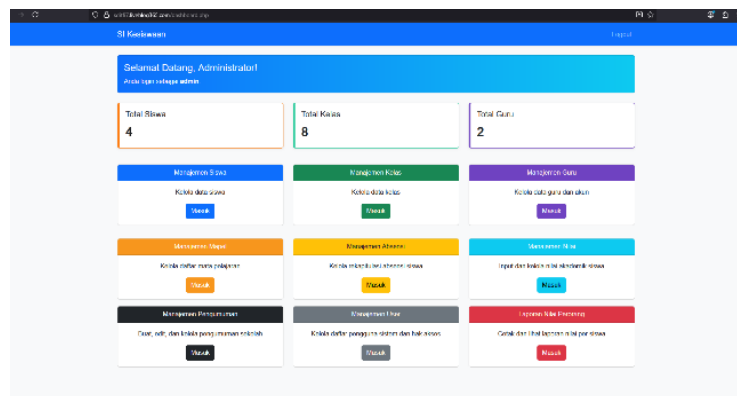 SI Kesiswaan
Logout
Selamat Datang, Administrator!
Anda login sebagai admin
Total Siswa
4
Total Kelas
8
Total Guru
2
Manajemen Siswa
Kelola data siswa
Masuk
Manajemen Kelas
Kelola data kelas
Masuk
Manajemen Guru
Kelola data guru dan akun
Masuk
Manajemen Mapel
Kelola daftar mata pelajaran
Masuk
Manajemen Absensi
Kelola rekapitulasi absensi siswa
Masuk
Manajemen Nilai
Input dan kelola nilai akademik siswa
Masuk
Manajemen Pengumuman
Buat, edit, dan kelola pengumuman sekolah
Masuk
Manajemen User
Kelola daftar pengguna sistem dan hak akses
Masuk
Laporan Nilai Perorang
Cetak dan lihat laporan nilai per siswa
Masuk